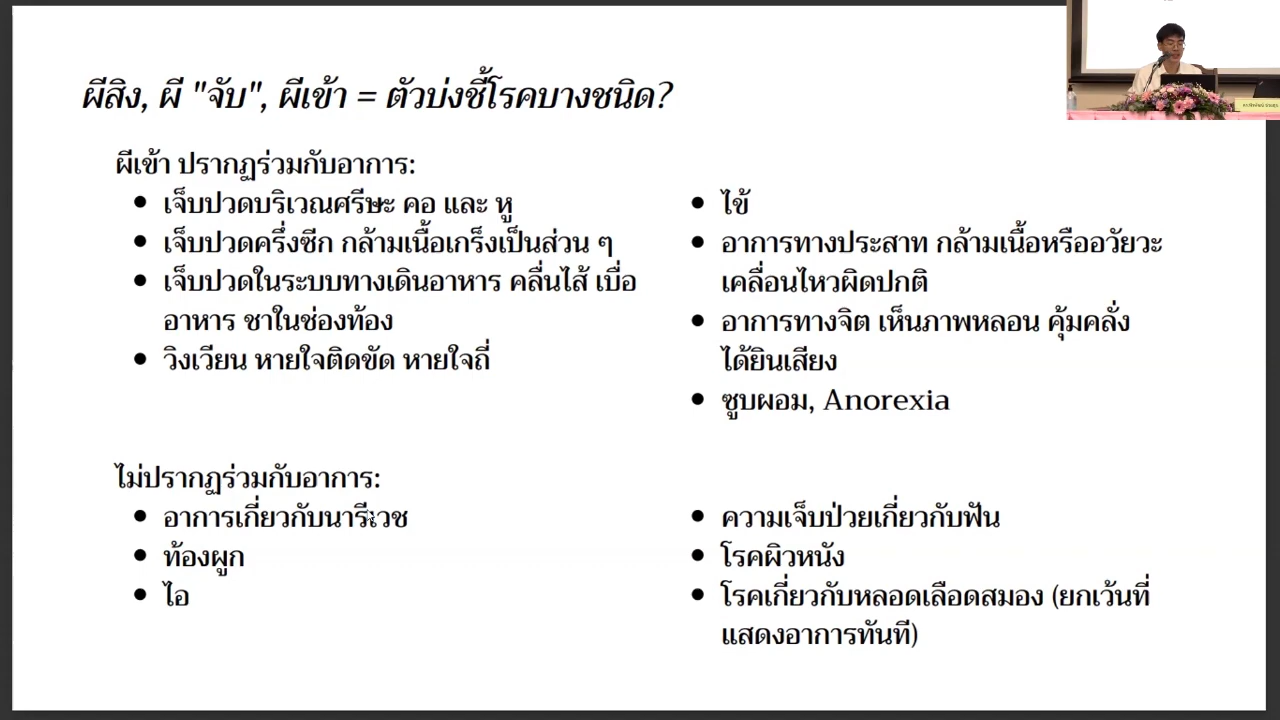 ผีสิง, ผี "จับ", ผีเข้า = ตัวบ่งชี้โรคบางชนิด?
ผีเข้า ปรากฏร่วมกับอาการ:
• เจ็บปวดบริเวณศรีษะ คอ และ หู
• เจ็บปวดครึ่งซีก กล้ามเนื้อเกร็งเป็นส่วน ๆ
• เจ็บปวดในระบบทางเดินอาหาร คลื่นไส้ เบื่อ
อาหาร ชาในช่องท้อง
• วิงเวียน หายใจติดขัด หายใจถี่
• ไข้
• อาการทางประสาท กล้ามเนื้อหรืออวัยวะ
เคลื่อนไหวผิดปกติ
• อาการทางจิต เห็นภาพหลอน คุ้มคลั่ง
ได้ยินเสียง
• ซูบผอม, Anorexia
ไม่ปรากฏร่วมกับอาการ:
• อาการเกี่ยวกับนารีเวช
• ท้องผูก
• ไอ
• ความเจ็บป่วยเกี่ยวกับฟัน
• โรคผิวหนัง
• โรคเกี่ยวกับหลอดเลือดสมอง (ยกเว้นที่
แสดงอาการทันที)